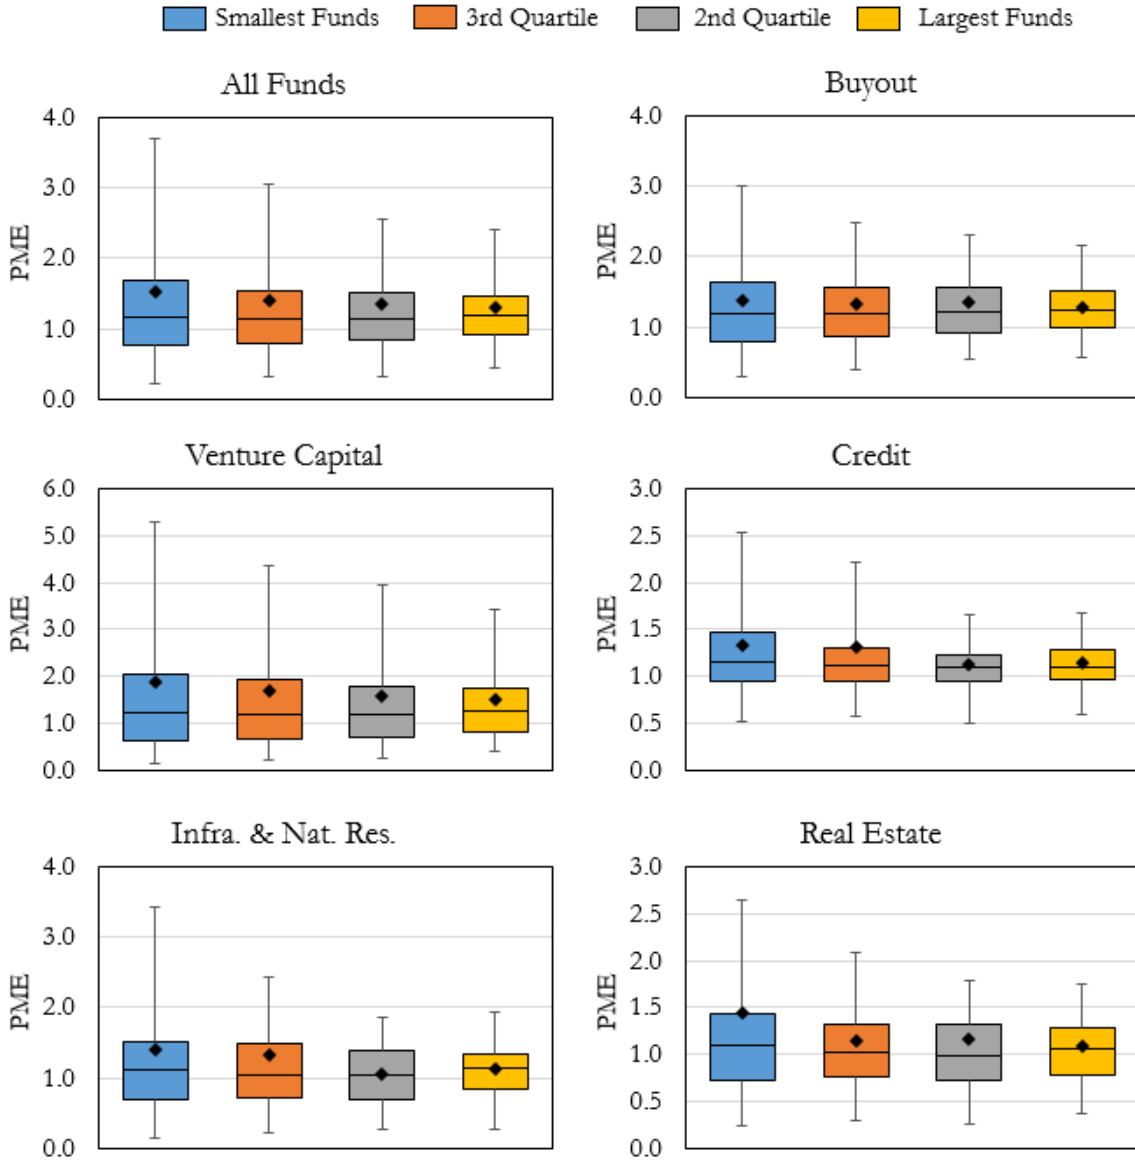 Smallest Funds 3rd Quartile 2nd Quartile Largest Funds
All Funds
PME
4.0
3.0
2.0
1.0
0.0
Buyout
PME
4.0
3.0
2.0
1.0
0.0
Venture Capital
PME
6.0
5.0
4.0
3.0
2.0
1.0
0.0
Credit
PME
3.0
2.5
2.0
1.5
1.0
0.5
0.0
Infra. & Nat. Res.
PME
4.0
3.0
2.0
1.0
0.0
Real Estate
PME
3.0
2.5
2.0
1.5
1.0
0.5
0.0